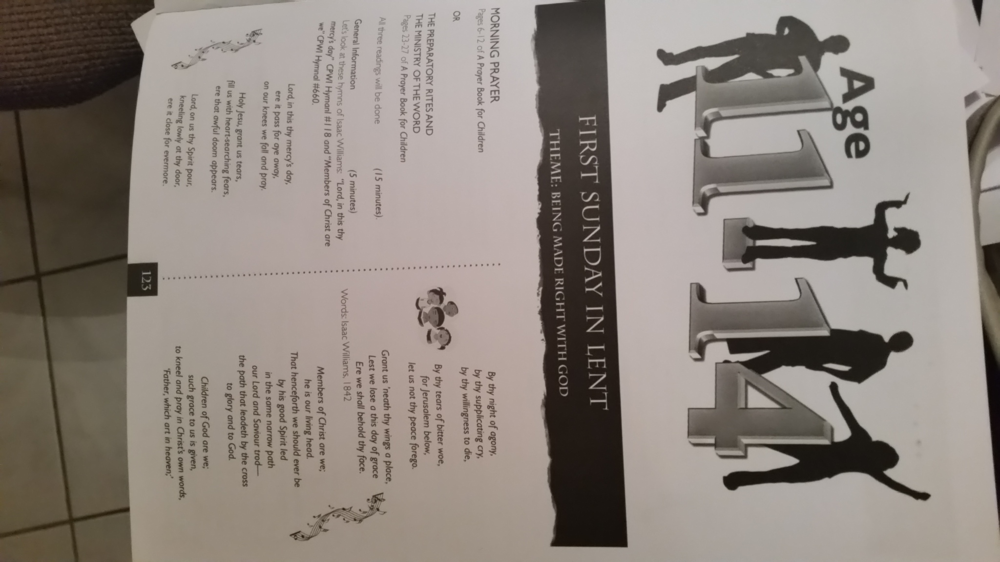 Age
11-14
FIRST SUNDAY IN LENT
THEME: BEING MADE RIGHT WITH GOD
MORNING PRAYER
Pages 6-12 of A Prayer Book for Children
OR
THE PREPARATORY RITES AND
THE MINISTRY OF THE WORD
Pages 23-27 of A Prayer Book for Children
All three readings will be done (15 minutes).
General Information (5 minutes)
Let's look at these hymns of Isaac Williams: "Lord, in this thy
mercy's day" CPWI Hymanl #118 and "Members of Christ are
we" CPWI Hymnal #660.
Lord, in this thy mercy's day,
ere it pass for aye away,
on our knees we fall and pray.
Holy Jesu, grant us tears,
fill us with heart-searching fears,
ere that awful doom appears.
Lord, on us thy Spirit pour,
kneeling lowly at thy door,
ere it close for evermore.
By thy night of agony,
by thy supplicating cry,
by thy willingness to die,
By thy tears of bitter woe,
for Jerusalem below,
let us not thy peace forego.
Grant us 'neath thy wings a place,
Lest we lose a this day of grace
Ere we shall behold thy face.
Words: Isaac Williams, 1842
Members of Christ are we;
he is our living head.
That henceforth we should ever be
by his good Spirit led
in the same narrow path
our Lord and Saviour trod—
the path that leadeth by the cross
to glory and to God.
Children of God are we;
such grace to us is given,
to kneel and pray in Christ's own words,
'Father, which art in heaven;'
123